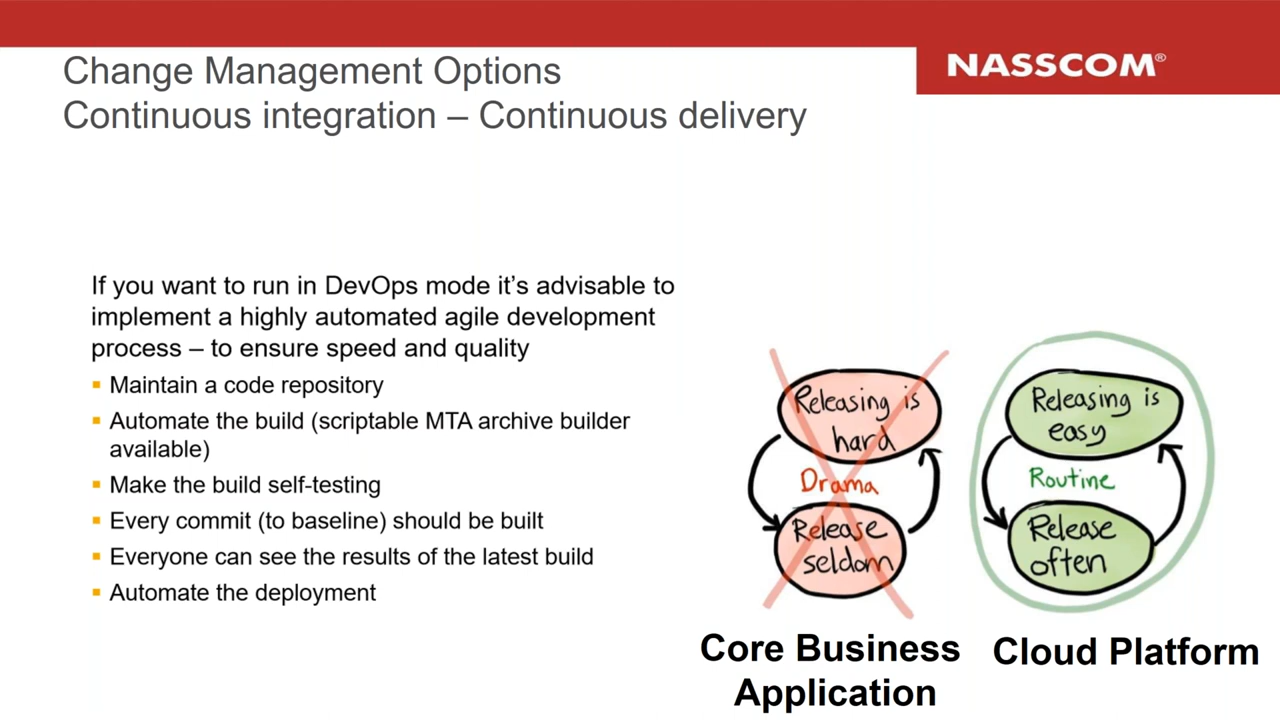 NASSCOM®
Change Management Options
Continuous integration – Continuous delivery
If you want to run in DevOps mode it’s advisable to
implement a highly automated agile development
process – to ensure speed and quality
Maintain a code repository
Automate the build (scriptable MTA archive builder
available)
Make the build self-testing
Every commit (to baseline) should be built
Everyone can see the results of the latest build
Automate the deployment
Releasing is
hard
Drama
Release
seldom
Core Business
Application
Releasing is
easy
Routine
Release
often
Cloud Platform